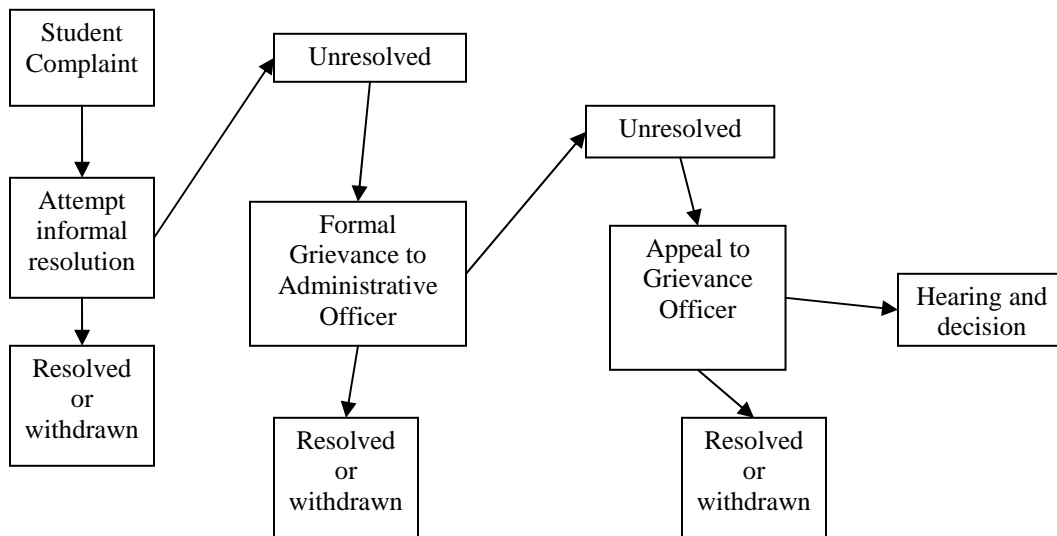 Student
Complaint
Attempt
informal
resolution
Resolved
or
withdrawn
Unresolved
Formal
Grievance to
Administrative
Officer
Resolved
or
withdrawn
Unresolved
Appeal to
Grievance
Officer
Resolved
or
withdrawn
Hearing and
decision